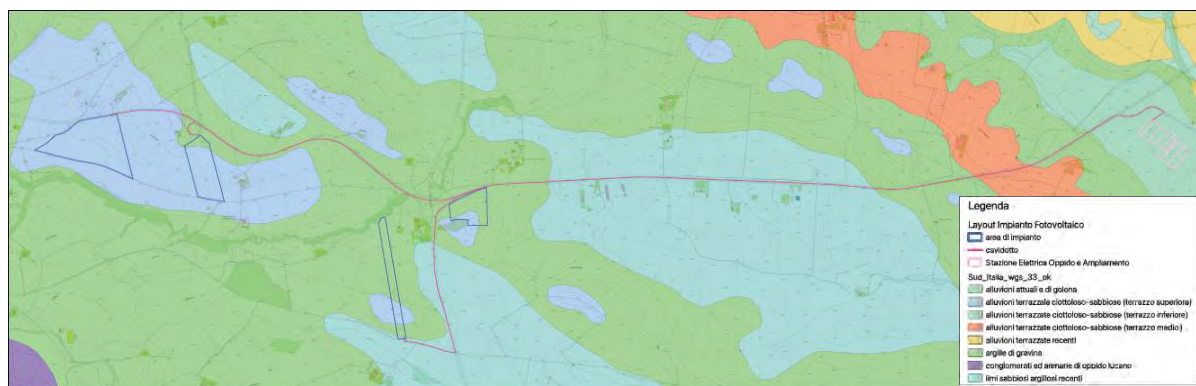 Legenda
Layout Impianto Fotovoltaico
area di impianto
cavidotto
Stazione Elettrica Oppido e Ampliamento
Sud_Italia_wgs_33_ok
alluvioni attuali e di golena
alluvioni terrazzate ciottoloso-sabbiose (terrazzo superiore)
alluvioni terrazzate ciottoloso-sabbiose (terrazzo inferiore)
alluvioni terrazzate ciottoloso-sabbiose (terrazzo medio)
alluvioni terrazzate recenti
argille di gravina
conglomerati ed arenarie di oppido lucano
limi sabbiosi argillosi recenti